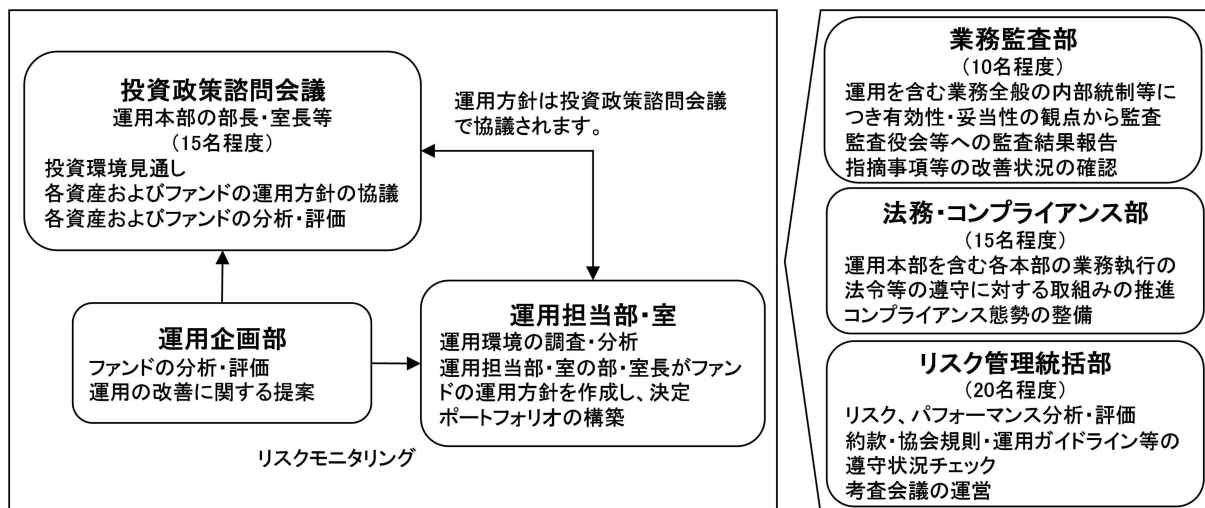 投資政策諮問会議
運用本部の部長・室長等
(15名程度)
投資環境見通し
各資産およびファンドの運用方針の協議
各資産およびファンドの分析・評価
運用方針は投資政策諮問会議
で協議されます。
運用企画部
ファンドの分析・評価
運用の改善に関する提案
運用担当部・室
運用環境の調査・分析
運用担当部・室の部・室長がファン
ドの運用方針を作成し、決定
ポートフォリオの構築
リスクモニタリング
業務監査部
(10名程度)
運用を含む業務全般の内部統制等に
つき有効性・妥当性の観点から監査
監査役会等への監査結果報告
指摘事項等の改善状況の確認
法務・コンプライアンス部
(15名程度)
運用本部を含む各本部の業務執行の
法令等の遵守に対する取組みの推進
コンプライアンス態勢の整備
リスク管理統括部
(20名程度)
リスク、パフォーマンス分析・評価
約款・協会規則・運用ガイドライン等の
遵守状況チェック
考査会議の運営